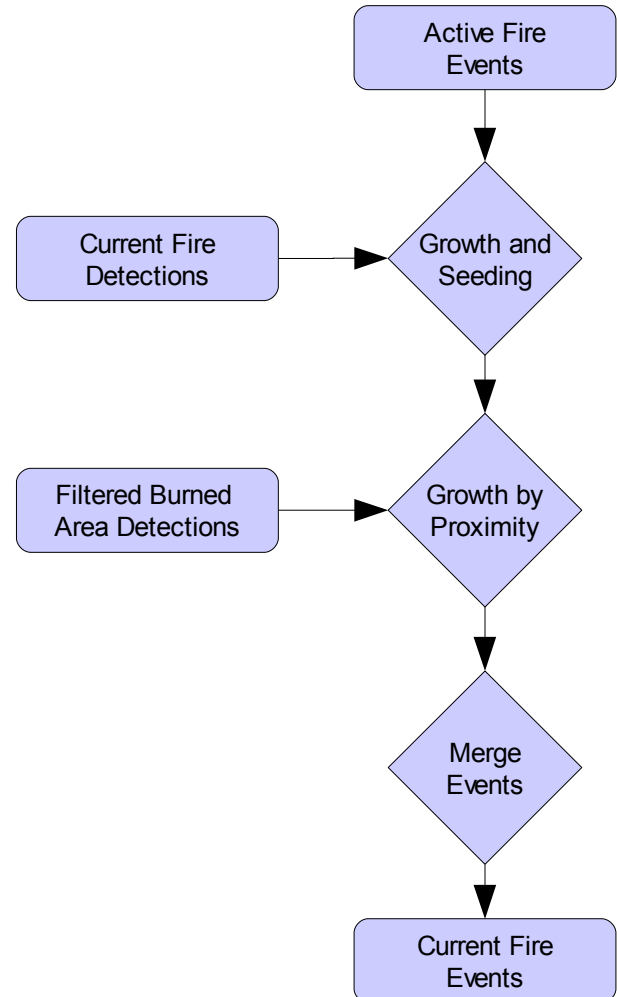 Active Fire
Events
Current Fire
Detections
Growth and
Seeding
Filtered Burned
Area Detections
Growth by
Proximity
Merge
Events
Current Fire
Events